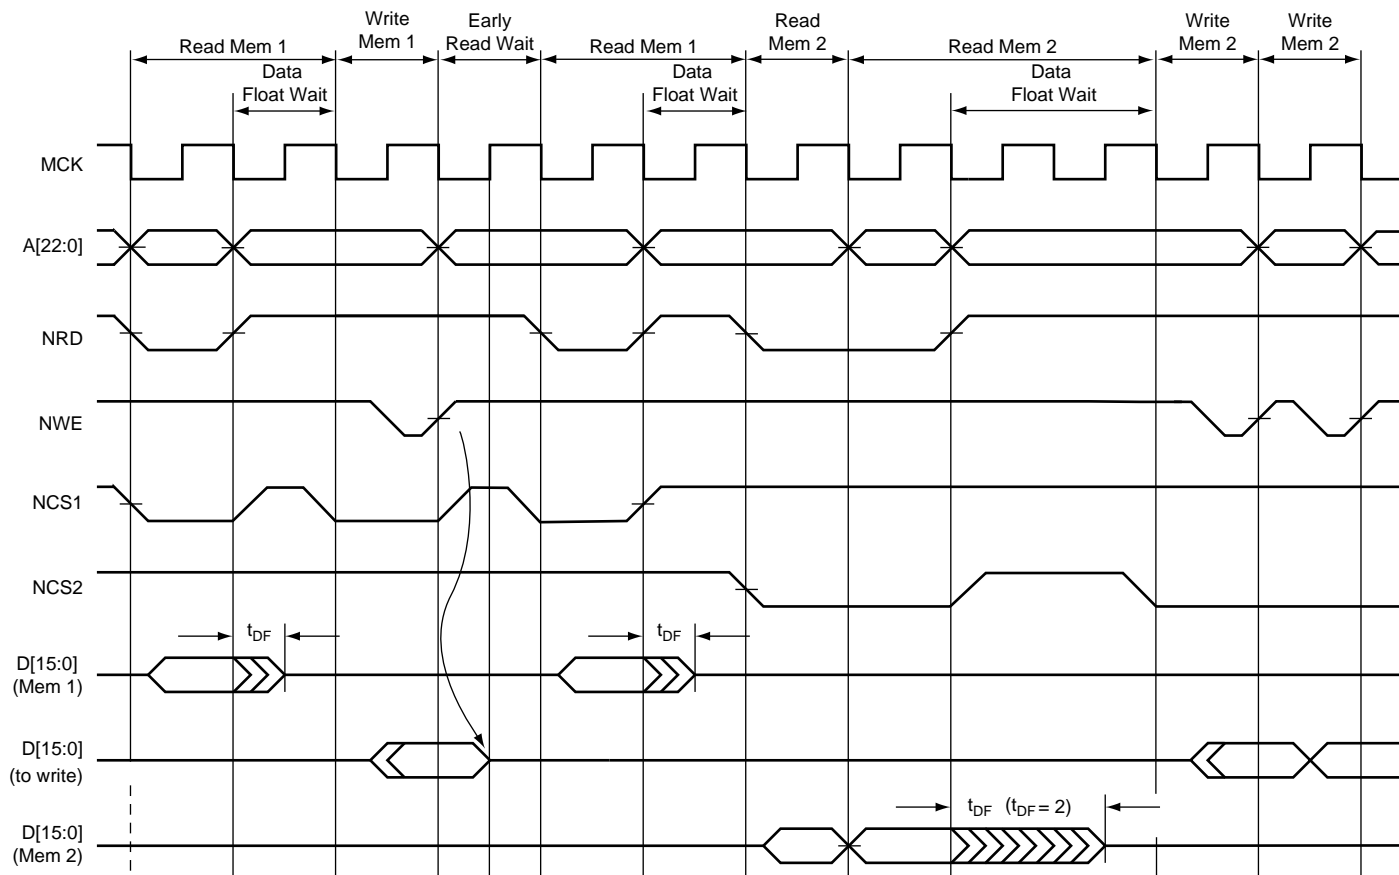 Write
Mem 1
Early
Read Wait
Read
Mem 2
Write
Mem 2
Write
Mem 2
Read Mem 1
Read Mem 1
Read Mem 2
Data
Float Wait
Data
Float Wait
Data
Float Wait
MCK
A[22:0]
NRD
NWE
NCS1
NCS2
tDF
tDF
D[15:0]
(Mem 1)
D[15:0]
(to write)
tDF (tDF = 2)
D[15:0]
(Mem 2)